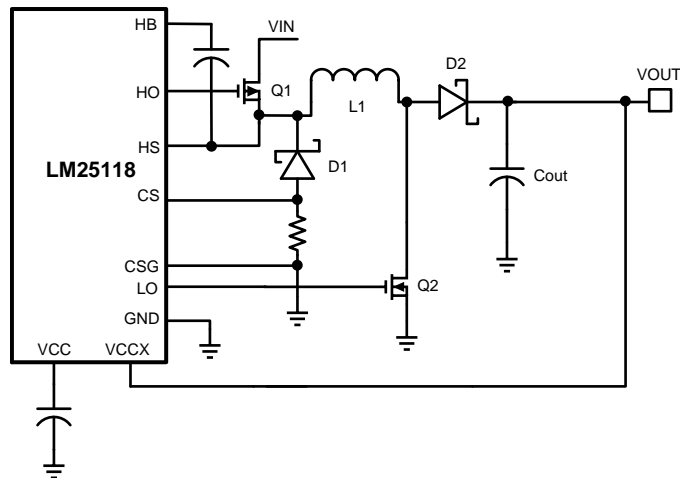 HB
VIN
HO
Q1
L1
D2
VOUT
HS
LM25118
D1
CS
Cout
CSG
LO
Q2
GND
VCC
VCCX